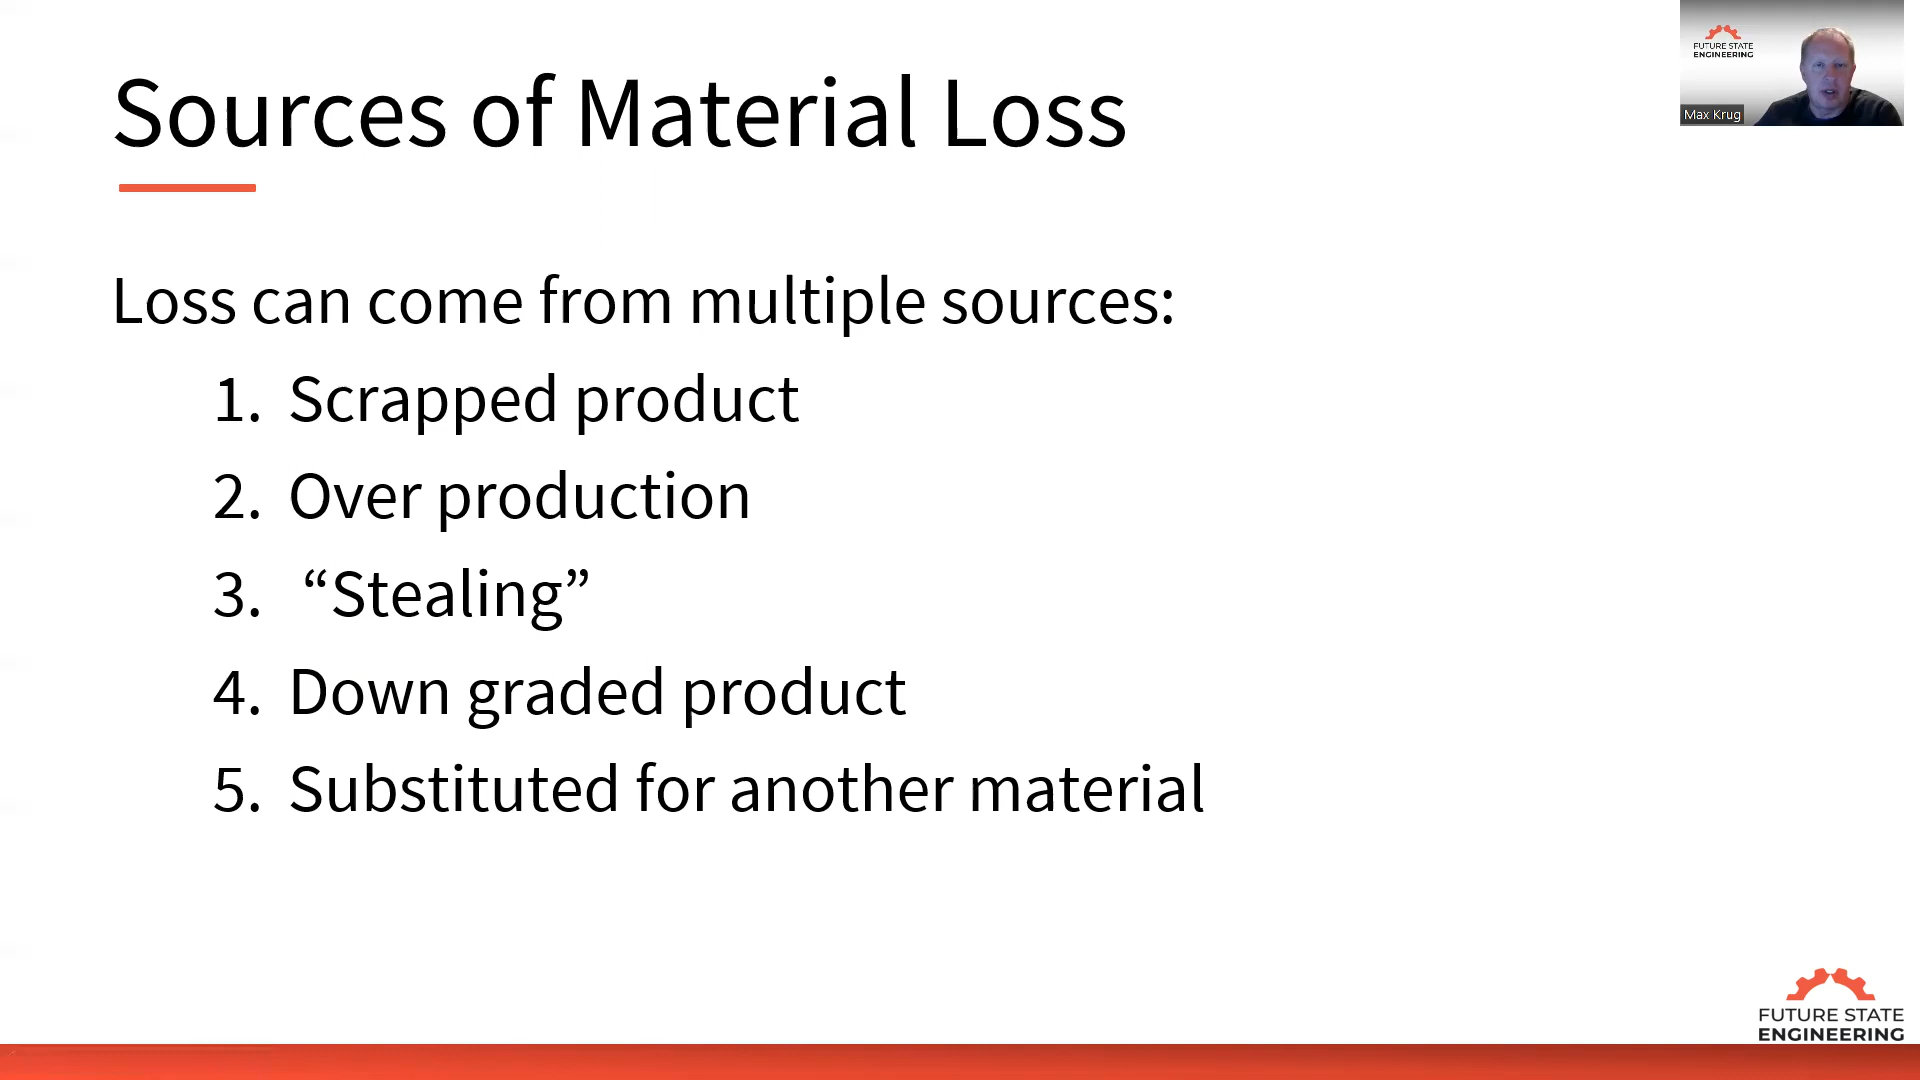 Sources of Material Loss
FUTURE STATE
ENGINEERING
Max Krug
Loss can come from multiple sources:
1. Scrapped product
2. Over production
3. “Stealing”
4. Down graded product
5. Substituted for another material
FUTURE STATE
ENGINEERING